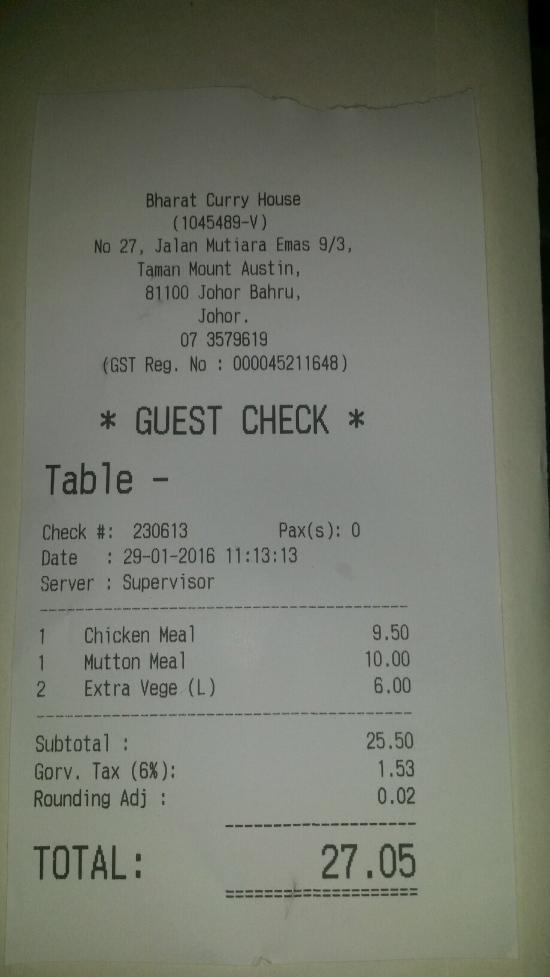 Bharat Curry House
(1045489-V)
No 27, Jalan Mutiara Emas 9/3,
Taman Mount Austin,
81100 Johor Bahru,
Johor.
07 3579619
(GST Reg. No : 000045211648)
* GUEST CHECK *
Table -
Check #: 230613 Pax(s): 0
Date : 29-01-2016 11:13:13
Server : Supervisor
1 Chicken Meal 9.50
1 Mutton Meal 10.00
2 Extra Vege (L) 6.00
Subtotal : 25.50
Gorv. Tax (6%): 1.53
Rounding Adj : 0.02
TOTAL: 27.05